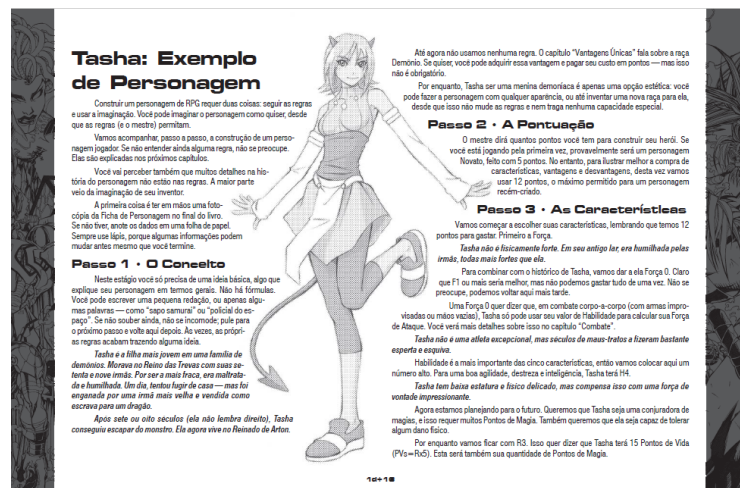 Tasha: Exemplo
de Personagem
Construir um personagem de RPG requer duas coisas: seguir as regras
e usar a imaginação. Você pode imaginar o personagem como quiser, desde
que as regras (e o mestre) permitam.
Vamos acompanhar, passo a passo, a construção de um perso-
nagem jogador. Se não entender ainda alguma regra, não se preocupe.
Elas são explicadas nos próximos capítulos.
Você vai perceber também que muitos detalhes na his-
tória do personagem não estão nas regras. A maior parte
veio da imaginação de seu inventor.
A primeira coisa é ter em mãos uma foto-
cópia da Ficha de Personagem no final do livro.
Se não tiver, anote os dados em uma folha de papel.
Sempre use lápis, porque algumas informações podem
mudar antes mesmo que você termine.
Passo 1 · O Conceito
Neste estágio você só precisa de uma ideia básica, algo que
explique seu personagem em termos gerais. Não há fórmulas.
Você pode escrever uma pequena redação, ou apenas algu-
mas palavras — como "sapo samurai" ou "policial do es-
paço". Se não souber ainda, não se incomode; pule para
o próximo passo e volte aqui depois. Às vezes, as própri-
as regras acabam trazendo alguma ideia.
Tasha é a filha mais jovem em uma família de
demônios. Morava no Reino das Trevas com suas se-
tenta e nove irmãs. Por ser a mais fraca, era maltrata-
da e humilhada. Um dia, tentou fugir de casa — mas foi
enganada por uma irmã mais velha e vendida como
escrava para um dragão.
Após sete ou oito séculos (ela não lembra direito), Tasha
conseguiu escapar do monstro. Ela agora vive no Reinado de Arton.
Até agora não usamos nenhuma regra. O capítulo "Vantagens Únicas" fala sobre a raça
Demônio. Se quiser, você pode adquirir essa vantagem e pagar seu custo em pontos — mas isso
não é obrigatório.
Por enquanto, Tasha ser uma menina demoníaca é apenas uma opção estética: você
pode fazer a personagem com qualquer aparência, ou até inventar uma nova raça para ela,
desde que isso não mude as regras e nem traga nenhuma capacidade especial.
Passo 2 · A Pontuação
O mestre dirá quantos pontos você tem para construir seu herói. Se
você está jogando pela primeira vez, provavelmente será um personagem
Novato, feito com 5 pontos. No entanto, para ilustrar melhor a compra de
características, vantagens e desvantagens, desta vez vamos
usar 12 pontos, o máximo permitido para um personagem
recém-criado.
Passo 3 · As Características
Vamos começar a escolher suas características, lembrando que temos 12
pontos para gastar. Primeiro a Força.
Tasha não é fisicamente forte. Em seu antigo lar, era humilhada pelas
irmãs, todas mais fortes que ela.
Para combinar com o histórico de Tasha, vamos dar a ela Força 0. Claro
que F1 ou mais seria melhor, mas não podemos gastar tudo de uma vez. Não se
preocupe, podemos voltar aqui mais tarde.
Uma Força 0 quer dizer que, em combate corpo-a-corpo (com armas impro-
visadas ou mãos vazias), Tasha só pode usar seu valor de Habilidade para calcular sua Força
de Ataque. Você verá mais detalhes sobre isso no capítulo "Combate".
Tasha não é uma atleta excepcional, mas séculos de maus-tratos a fizeram bastante
esperta e esquiva.
Habilidade é a mais importante das cinco características, então vamos colocar aqui um
número alto. Para uma boa agilidade, destreza e inteligência, Tasha terá H4.
Tasha tem baixa estatura e físico delicado, mas compensa isso com uma força de
vontade impressionante.
Agora estamos planejando para o futuro. Queremos que Tasha seja uma conjuradora de
magias, e isso requer muitos Pontos de Magia. Também queremos que ela seja capaz de tolerar
algum dano físico.
Por enquanto vamos ficar com R3. Isso quer dizer que Tasha terá 15 Pontos de Vida
(PVs=Rx5). Esta será também sua quantidade de Pontos de Magia.
1d+16